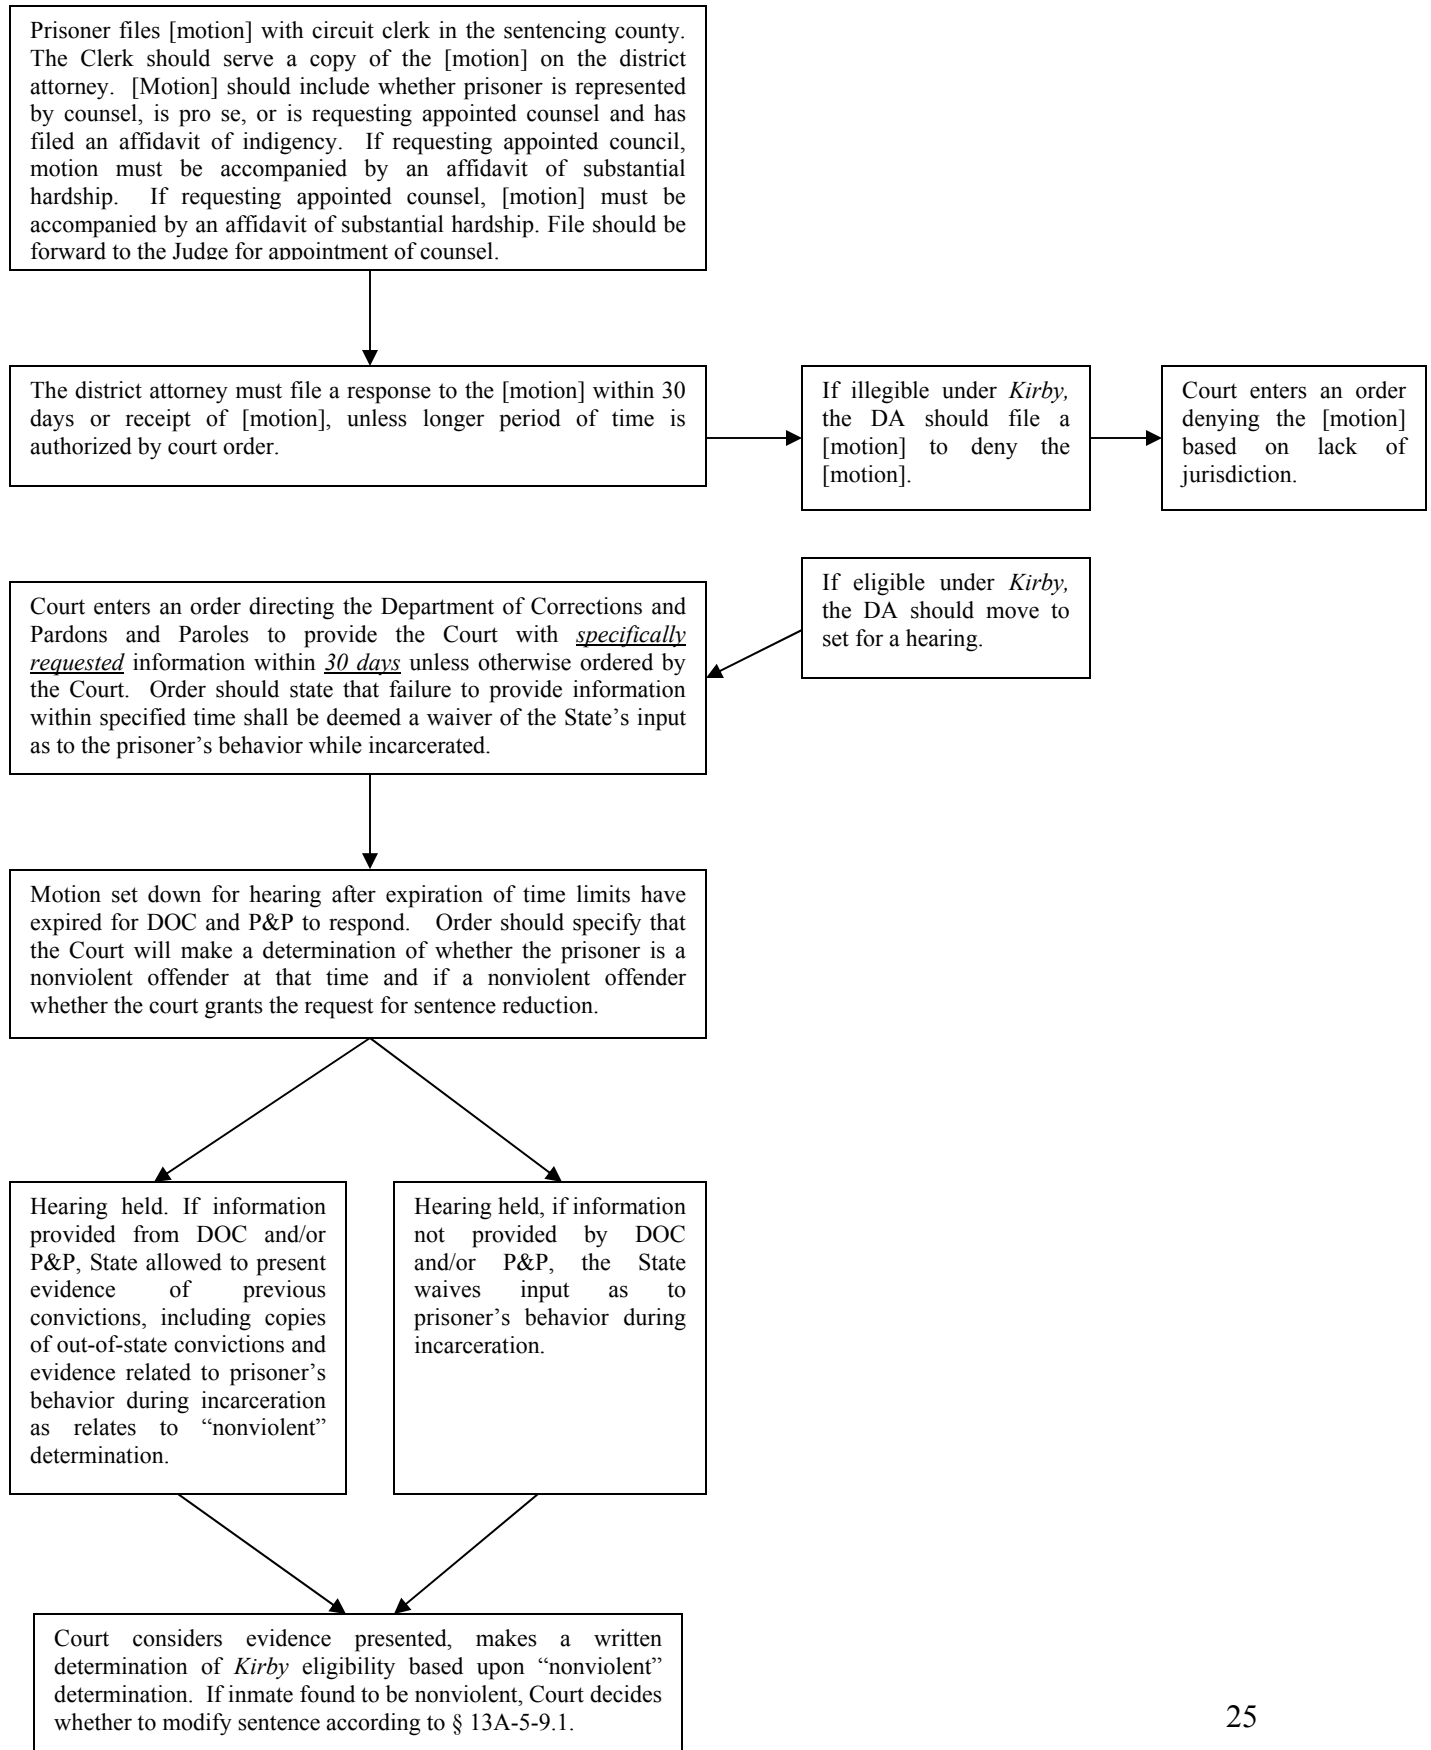 Prisoner files [motion] with circuit clerk in the sentencing county.
The Clerk should serve a copy of the [motion] on the district
attorney. [Motion] should include whether prisoner is represented
by counsel, is pro se, or is requesting appointed counsel and has
filed an affidavit of indigency. If requesting appointed council,
motion must be accompanied by an affidavit of substantial
hardship. If requesting appointed counsel, [motion] must be
accompanied by an affidavit of substantial hardship. File should be
forward to the Judge for appointment of counsel.
The district attorney must file a response to the [motion] within 30
days or receipt of [motion], unless longer period of time is
authorized by court order.
If illegible under Kirby,
the DA should file a
[motion] to deny the
[motion].
Court enters an order
denying the [motion]
based on lack of
jurisdiction.
If eligible under Kirby,
the DA should move to
set for a hearing.
Court enters an order directing the Department of Corrections and
Pardons and Paroles to provide the Court with specifically
requested information within 30 days unless otherwise ordered by
the Court. Order should state that failure to provide information
within specified time shall be deemed a waiver of the State’s input
as to the prisoner’s behavior while incarcerated.
Motion set down for hearing after expiration of time limits have
expired for DOC and P&P to respond. Order should specify that
the Court will make a determination of whether the prisoner is a
nonviolent offender at that time and if a nonviolent offender
whether the court grants the request for sentence reduction.
Hearing held. If information
provided from DOC and/or
P&P, State allowed to present
evidence of previous
convictions, including copies
of out-of-state convictions and
evidence related to prisoner’s
behavior during incarceration
as relates to “nonviolent”
determination.
Hearing held, if information
not provided by DOC
and/or P&P, the State
waives input as to
prisoner’s behavior during
incarceration.
Court considers evidence presented, makes a written
determination of Kirby eligibility based upon “nonviolent”
determination. If inmate found to be nonviolent, Court decides
whether to modify sentence according to § 13A-5-9.1.
25